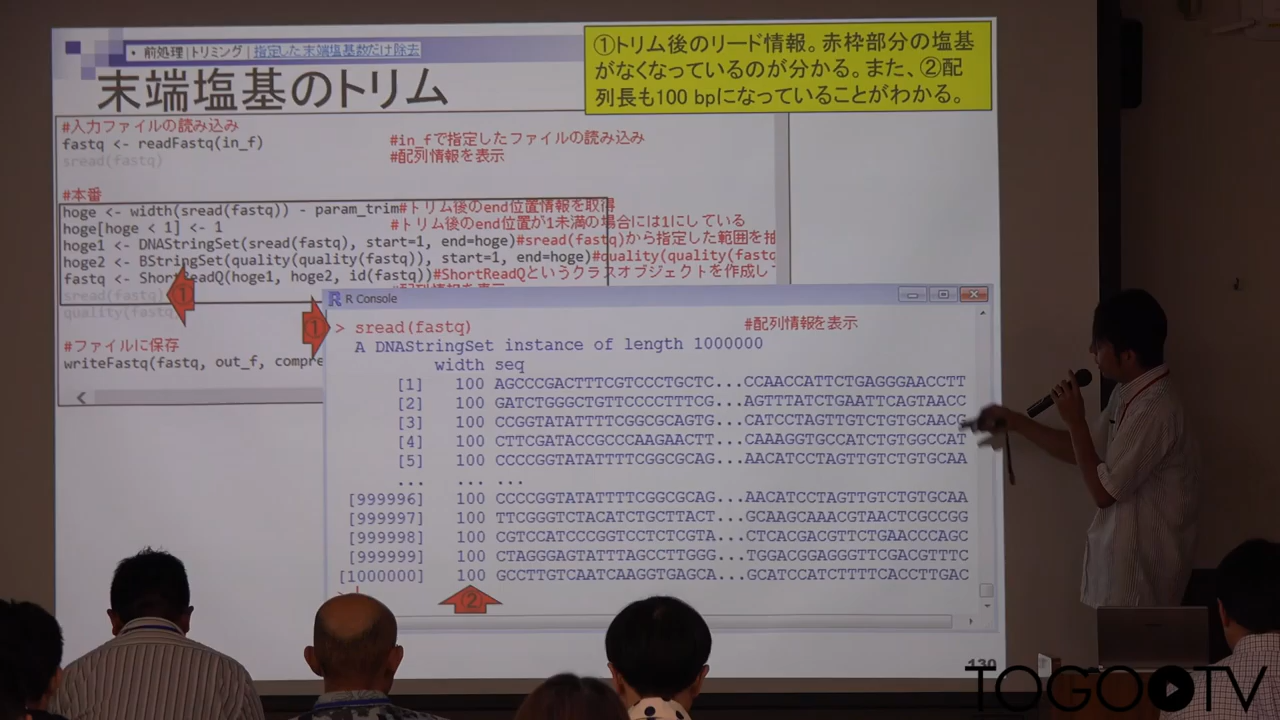 • 前処理|トリミング|指定した末端塩基数だけ除去
末端塩基のトリム
①トリム後のリード情報。赤枠部分の塩基
がなくなっているのが分かる。また、②配
列長も100 bpになっていることがわかる。
#入力ファイルの読み込み
fastq <- readFastq(in_f) #in_fで指定したファイルの読み込み
sread(fastq) #配列情報を表示
#本番
hoge <- width(sread(fastq)) - param_trim#トリム後のend位置情報を取得
hoge[hoge < 1] <- 1 #トリム後のend位置が1未満の場合には1にしている
hoge1 <- DNAStringSet(sread(fastq), start=1, end=hoge)#sread(fastq)から指定した範囲を抽
hoge2 <- BStringSet(quality(quality(fastq)), start=1, end=hoge)#quality(quality(fastq
fastq <- ShortReadQ(hoge1, hoge2, id(fastq))#ShortReadQというクラスオブジェクトを作成し
sread(fastq)
quality(fastq
#ファイルに保存
writeFastq(fastq, out_f, compre
①
①
R Console
> sread(fastq) #配列情報を表示
A DNAStringSet instance of length 1000000
width seq
[1] 100 AGCCCGACTTTCGTCCCTGCTC...CCAACCATTCTGAGGGAACCTT
[2] 100 GATCTGGGCTGTTCCCCTTTCG...AGTTTATCTGAATTCAGTAACC
[3] 100 CCGGTATATTTTCGGCGCAGTG...CATCCTAGTTGTCTGTGCAACG
[4] 100 CTTCGATACCGCCCAAGAACTT...CAAAGGTGCCATCTGTGGCCAT
[5] 100 CCCCGGTATATTTTCGGCGCAG...AACATCCTAGTTGTCTGTGCAA
... ... ...
[999996] 100 CCCCGGTATATTTTCGGCGCAG...AACATCCTAGTTGTCTGTGCAA
[999997] 100 TTCGGGTCTACATCTGCTTACT...GCAAGCAAACGTAACTCGCCGG
[999998] 100 CGTCCATCCCGGTCCTCTCGTA...CTCACGACGTTCTGAACCCAGC
[999999] 100 CTAGGGAGTATTTAGCCTTGGG...TGGACGGAGGGTTCGACGTTTC
[1000000] 100 GCCTTGTCAATCAAGGTGAGCA...GCATCCATCTTTTCACCTTGAC
>
②
130
TOGOTV